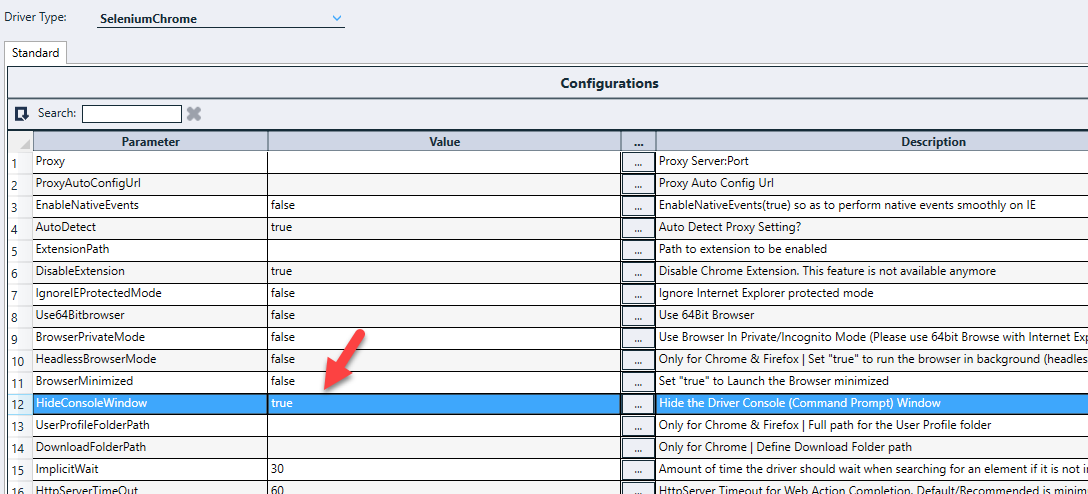 Driver Type: SeleniumChrome
Standard
Configurations
Search:
Parameter Value ... Description
1 Proxy ... Proxy Server:Port
2 ProxyAutoConfigUrl ... Proxy Auto Config Url
3 EnableNativeEvents false ... EnableNativeEvents(true) so as to perform native events smoothly on IE
4 AutoDetect true ... Auto Detect Proxy Setting?
5 ExtensionPath ... Path to extension to be enabled
6 DisableExtension true ... Disable Chrome Extension. This feature is not available anymore
7 IgnoreIEProtectedMode false ... Ignore Internet Explorer protected mode
8 Use64Bitbrowser false ... Use 64Bit Browser
9 BrowserPrivateMode false ... Use Browser In Private/Incognito Mode (Please use 64bit Browse with Internet Exp
10 HeadlessBrowserMode false ... Only for Chrome & Firefox | Set "true" to run the browser in background (headles
11 BrowserMinimized false ... Set "true" to Launch the Browser minimized
12 HideConsoleWindow true ... Hide the Driver Console (Command Prompt) Window
13 UserProfileFolderPath ... Only for Chrome & Firefox | Full path for the User Profile folder
14 DownloadFolderPath ... Only for Chrome | Define Download Folder path
15 ImplicitWait 30 ... Amount of time the driver should wait when searching for an element if it is not i
16 HttpServerTimeOut 60 ... HttpServer Timeout for Web Action Completion. Default/Recommended is minim